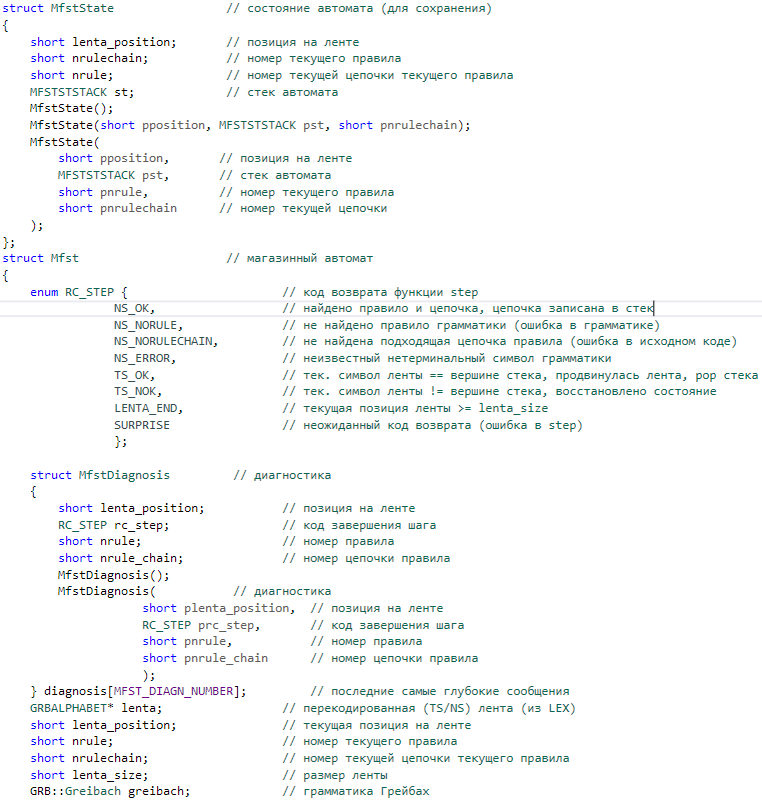 struct MfstState // состояние автомата (для сохранения)
{
short lenta_position; // позиция на ленте
short nrulechain; // номер текущего правила
short nrule; // номер текущей цепочки текущего правила
MFSTSTSTACK st; // стек автомата
MfstState();
MfstState(short pposition, MFSTSTSTACK pst, short pnrulechain);
MfstState(
short pposition, // позиция на ленте
MFSTSTSTACK pst, // стек автомата
short pnrule, // номер текущего правила
short pnrulechain // номер текущей цепочки
);
};
struct Mfst // магазинный автомат
{
enum RC_STEP { // код возврата функции step
NS_OK, // найдено правило и цепочка, цепочка записана в стек
NS_NORULE, // не найдено правило грамматики (ошибка в грамматике)
NS_NORULECHAIN, // не найдена подходящая цепочка правила (ошибка в исходном коде)
NS_ERROR, // неизвестный нетерминальный символ грамматики
TS_OK, // тек. символ ленты == вершине стека, продвинулась лента, pop стека
TS_NOK, // тек. символ ленты != вершине стека, восстановлено состояние
LENTA_END, // текущая позиция ленты >= lenta_size
SURPRISE // неожиданный код возврата (ошибка в step)
};
struct MfstDiagnosis // диагностика
{
short lenta_position; // позиция на ленте
RC_STEP rc_step; // код завершения шага
short nrule; // номер правила
short nrule_chain; // номер цепочки правила
MfstDiagnosis();
MfstDiagnosis( // диагностика
short plenta_position, // позиция на ленте
RC_STEP prc_step, // код завершения шага
short pnrule, // номер правила
short pnrule_chain // номер цепочки правила
);
} diagnosis[MFST_DIAGN_NUMBER]; // последние самые глубокие сообщения
GRBALPHABET* lenta; // перекодированная (TS/NS) лента (из LEX)
short lenta_position; // текущая позиция на ленте
short nrule; // номер текущего правила
short nrulechain; // номер текущей цепочки текущего правила
short lenta_size; // размер ленты
GRB::Greibach greibach; // грамматика Грейбах